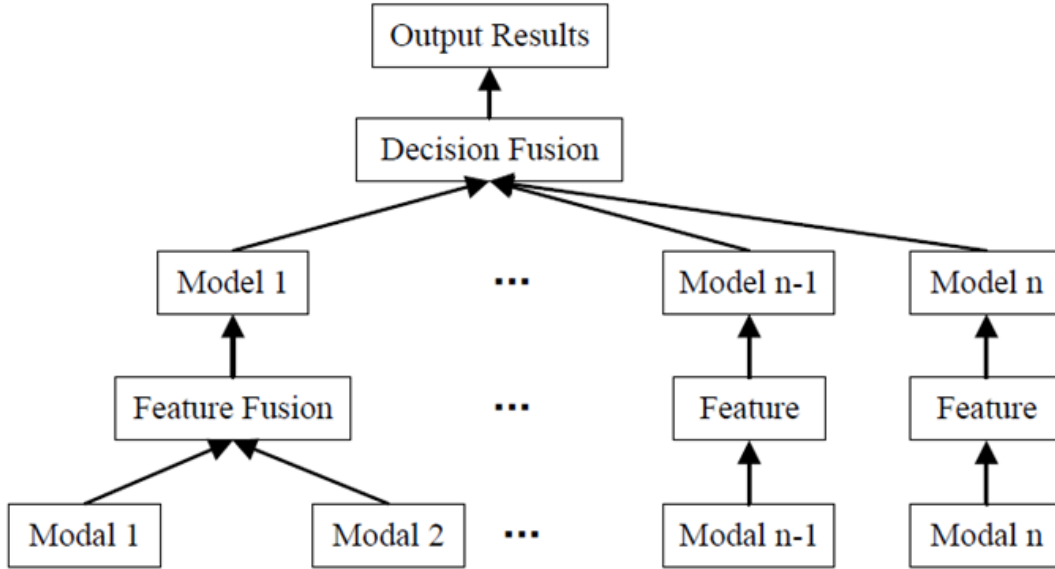 Output Results
Decision Fusion
Model 1 ... Model n-1 Model n
Feature Fusion ... Feature Feature
Modal 1 Modal 2 ... Modal n-1 Modal n